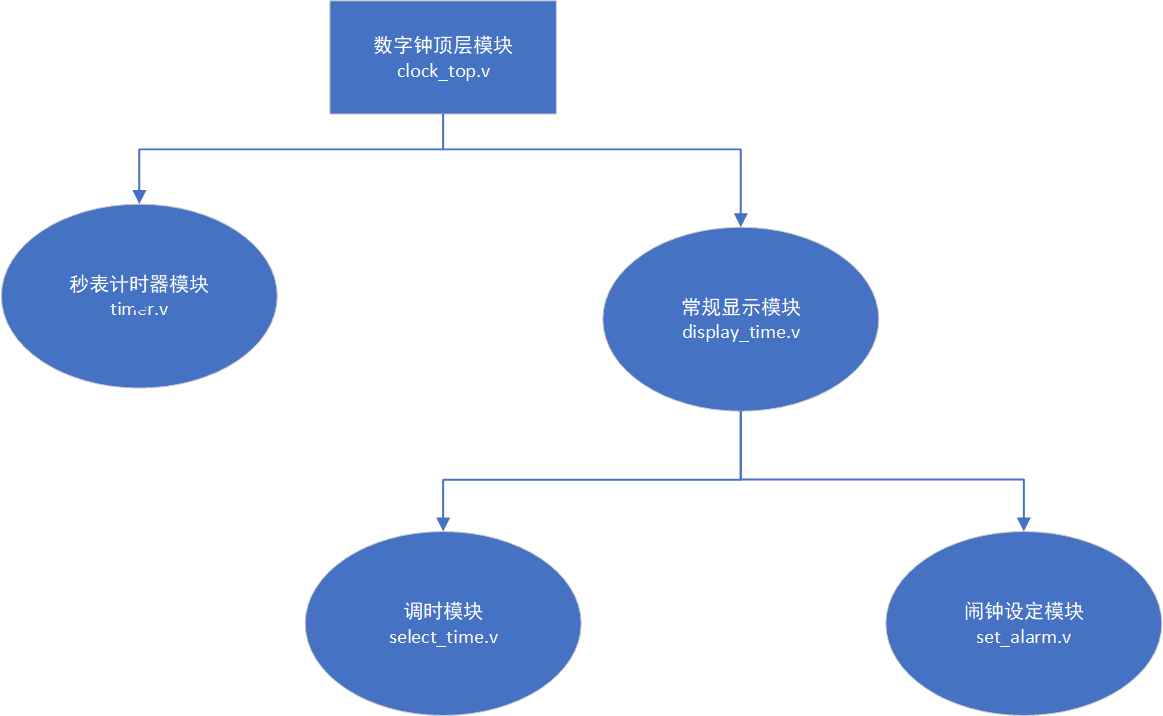 数字钟顶层模块
clock_top.v
秒表计时器模块
timer.v
常规显示模块
display_time.v
调时模块
select_time.v
闹钟设定模块
set_alarm.v